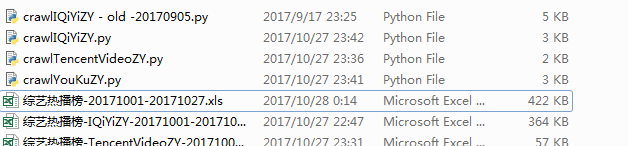 crawlIQiYiZY - old -20170905.py 2017/9/17 23:25 Python File 5 KB
crawlIQiYiZY.py 2017/10/27 23:42 Python File 3 KB
crawlTencentVideoZY.py 2017/10/27 23:36 Python File 2 KB
crawlYouKuZY.py 2017/10/27 23:41 Python File 3 KB
综艺热播榜-20171001-20171027.xls 2017/10/28 0:14 Microsoft Excel ... 422 KB
综艺热播榜-IQiYiZY-20171001-201710... 2017/10/27 22:47 Microsoft Excel ... 364 KB
综艺热播榜-TencentVideoZY-2017100... 2017/10/27 23:31 Microsoft Excel ... 57 KB